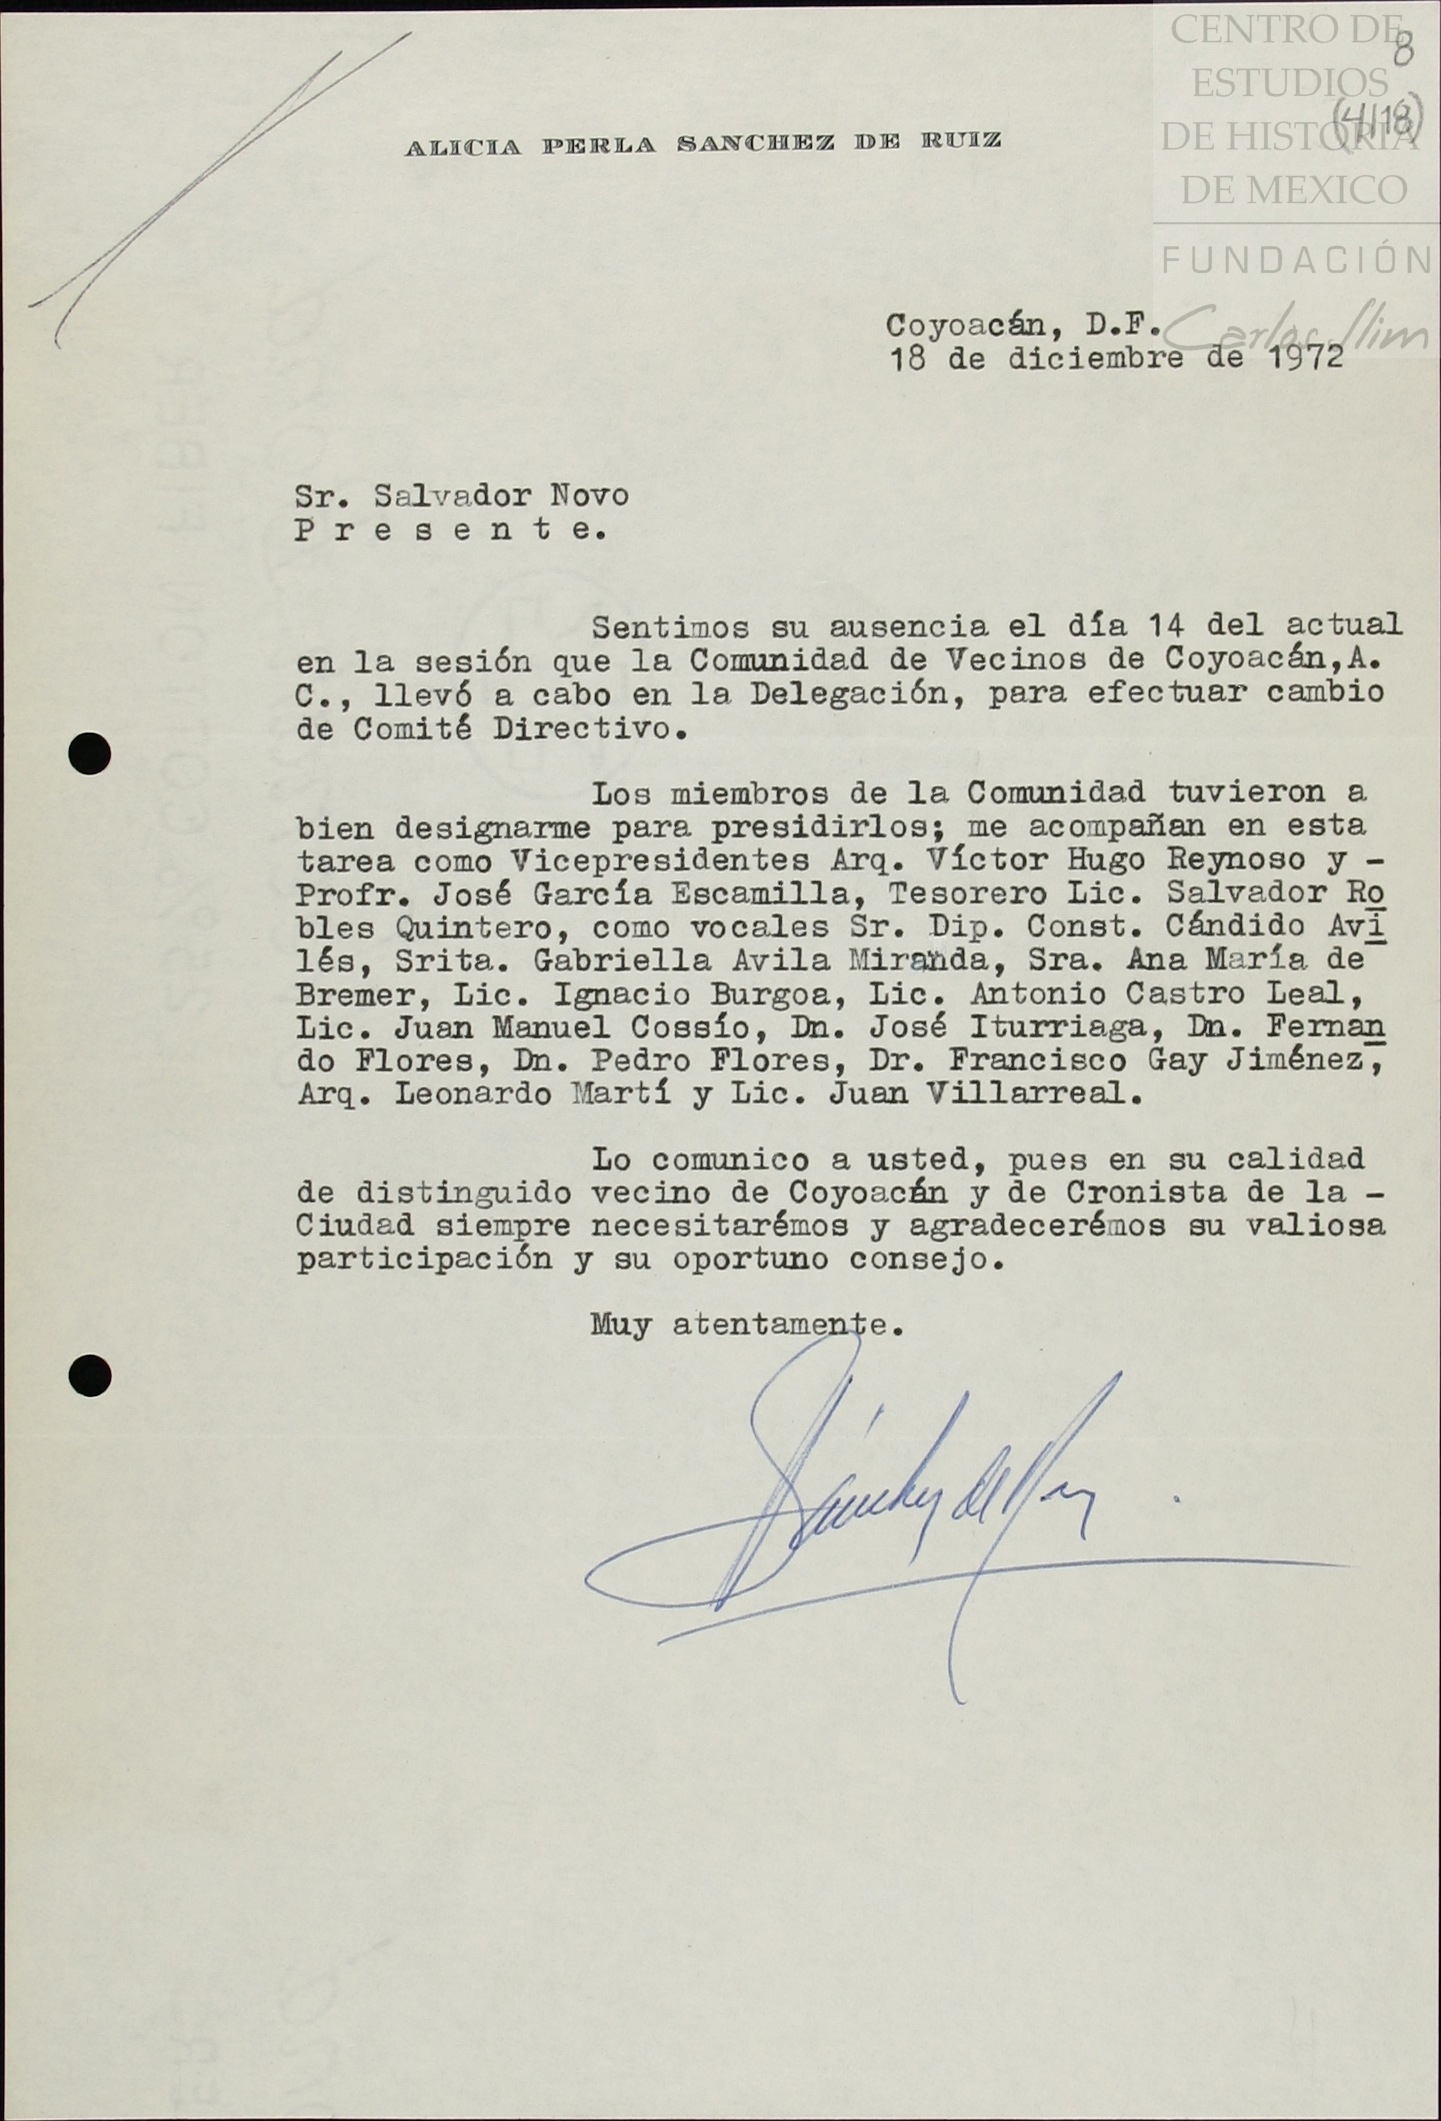 CENTRO DE
ESTUDIOS
DE HISTORIA
DE MEXICO
FUNDACIÓN
Carlos Slim
8
(4/18)
ALICIA PERLA SANCHEZ DE RUIZ
Coyoacán, D.F.
18 de diciembre de 1972
Sr. Salvador Novo
P r e s e n t e.
Sentimos su ausencia el día 14 del actual
en la sesión que la Comunidad de Vecinos de Coyoacán,A.
C., llevó a cabo en la Delegación, para efectuar cambio
de Comité Directivo.
Los miembros de la Comunidad tuvieron a
bien designarme para presidirlos; me acompañan en esta
tarea como Vicepresidentes Arq. Víctor Hugo Reynoso y -
Profr. José García Escamilla, Tesorero Lic. Salvador Ro
bles Quintero, como vocales Sr. Dip. Const. Cándido Avi
lés, Srita. Gabriella Avila Miranda, Sra. Ana María de
Bremer, Lic. Ignacio Burgoa, Lic. Antonio Castro Leal,
Lic. Juan Manuel Cossío, Dn. José Iturriaga, Dn. Fernan
do Flores, Dn. Pedro Flores, Dr. Francisco Gay Jiménez,
Arq. Leonardo Martí y Lic. Juan Villarreal.
Lo comunico a usted, pues en su calidad
de distinguido vecino de Coyoacán y de Cronista de la -
Ciudad siempre necesitarémos y agradecerémos su valiosa
participación y su oportuno consejo.
Muy atentamente.
Sánchez de Ruiz